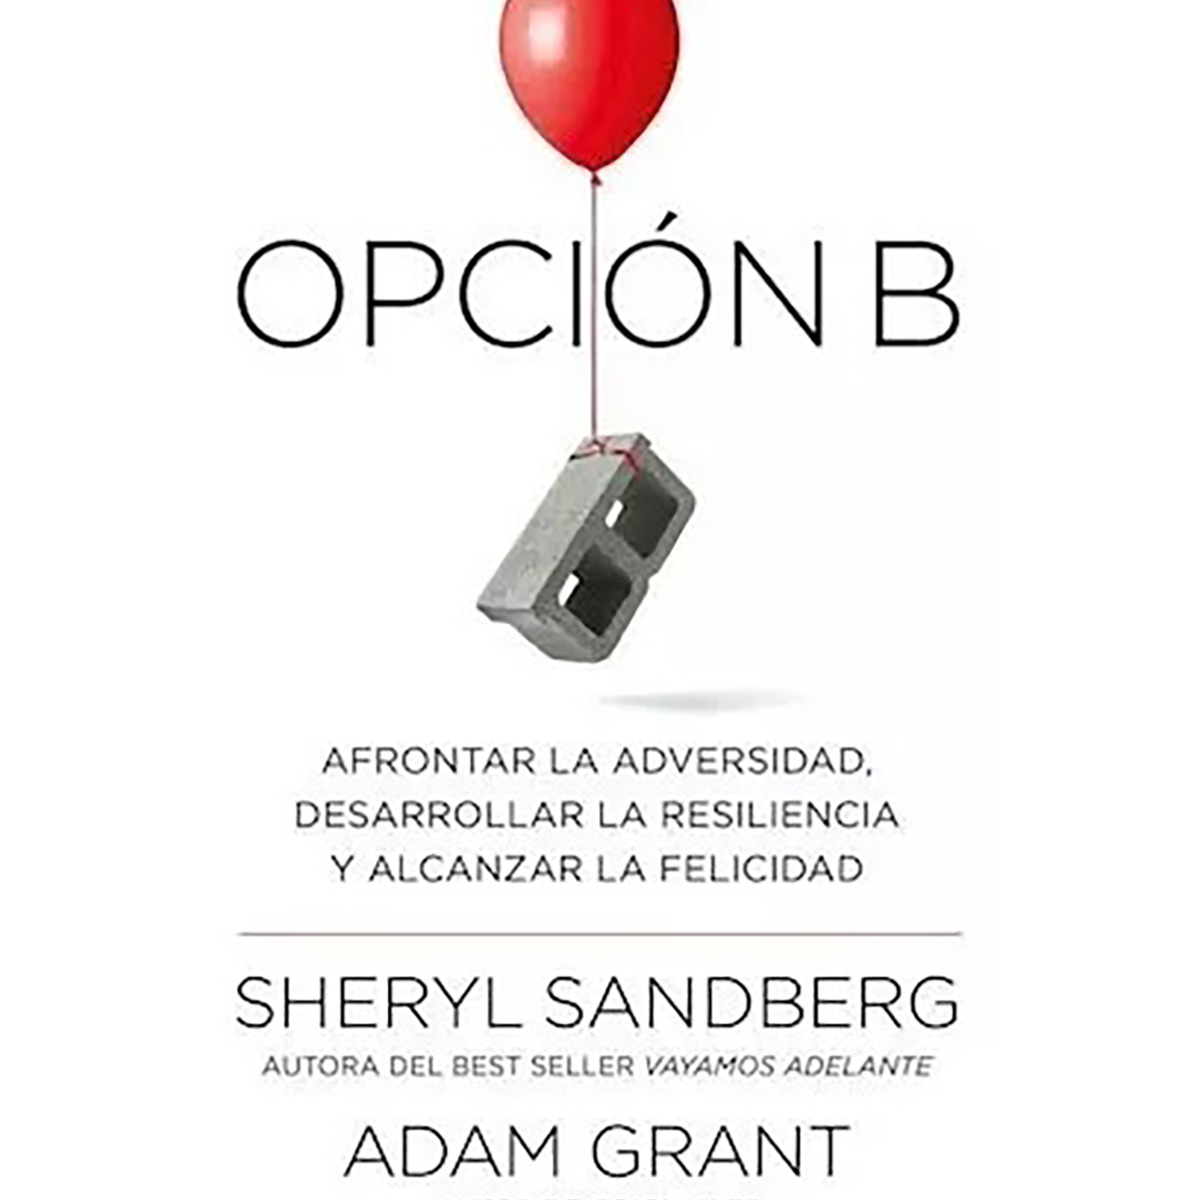 OPCIÓN B
AFRONTAR LA ADVERSIDAD,
DESARROLLAR LA RESILIENCIA
Y ALCANZAR LA FELICIDAD
SHERYL SANDBERG
AUTORA DEL BEST SELLER VAYAMOS ADELANTE
ADAM GRANT